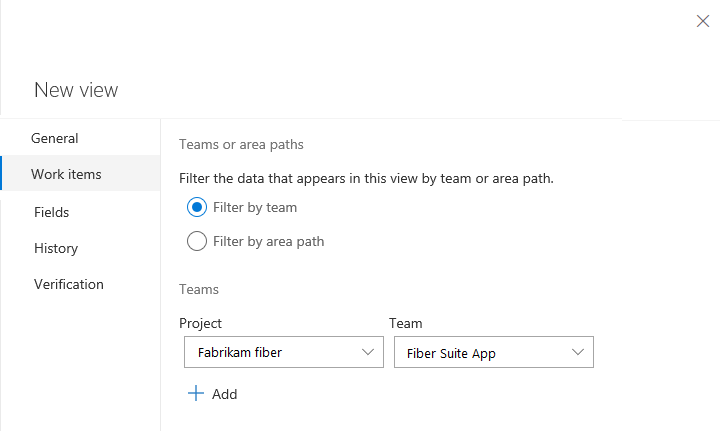 New view
General
Work items
Fields
History
Verification
Teams or area paths
Filter the data that appears in this view by team or area path.
Filter by team
Filter by area path
Teams
Project Team
Fabrikam fiber Fiber Suite App
Add